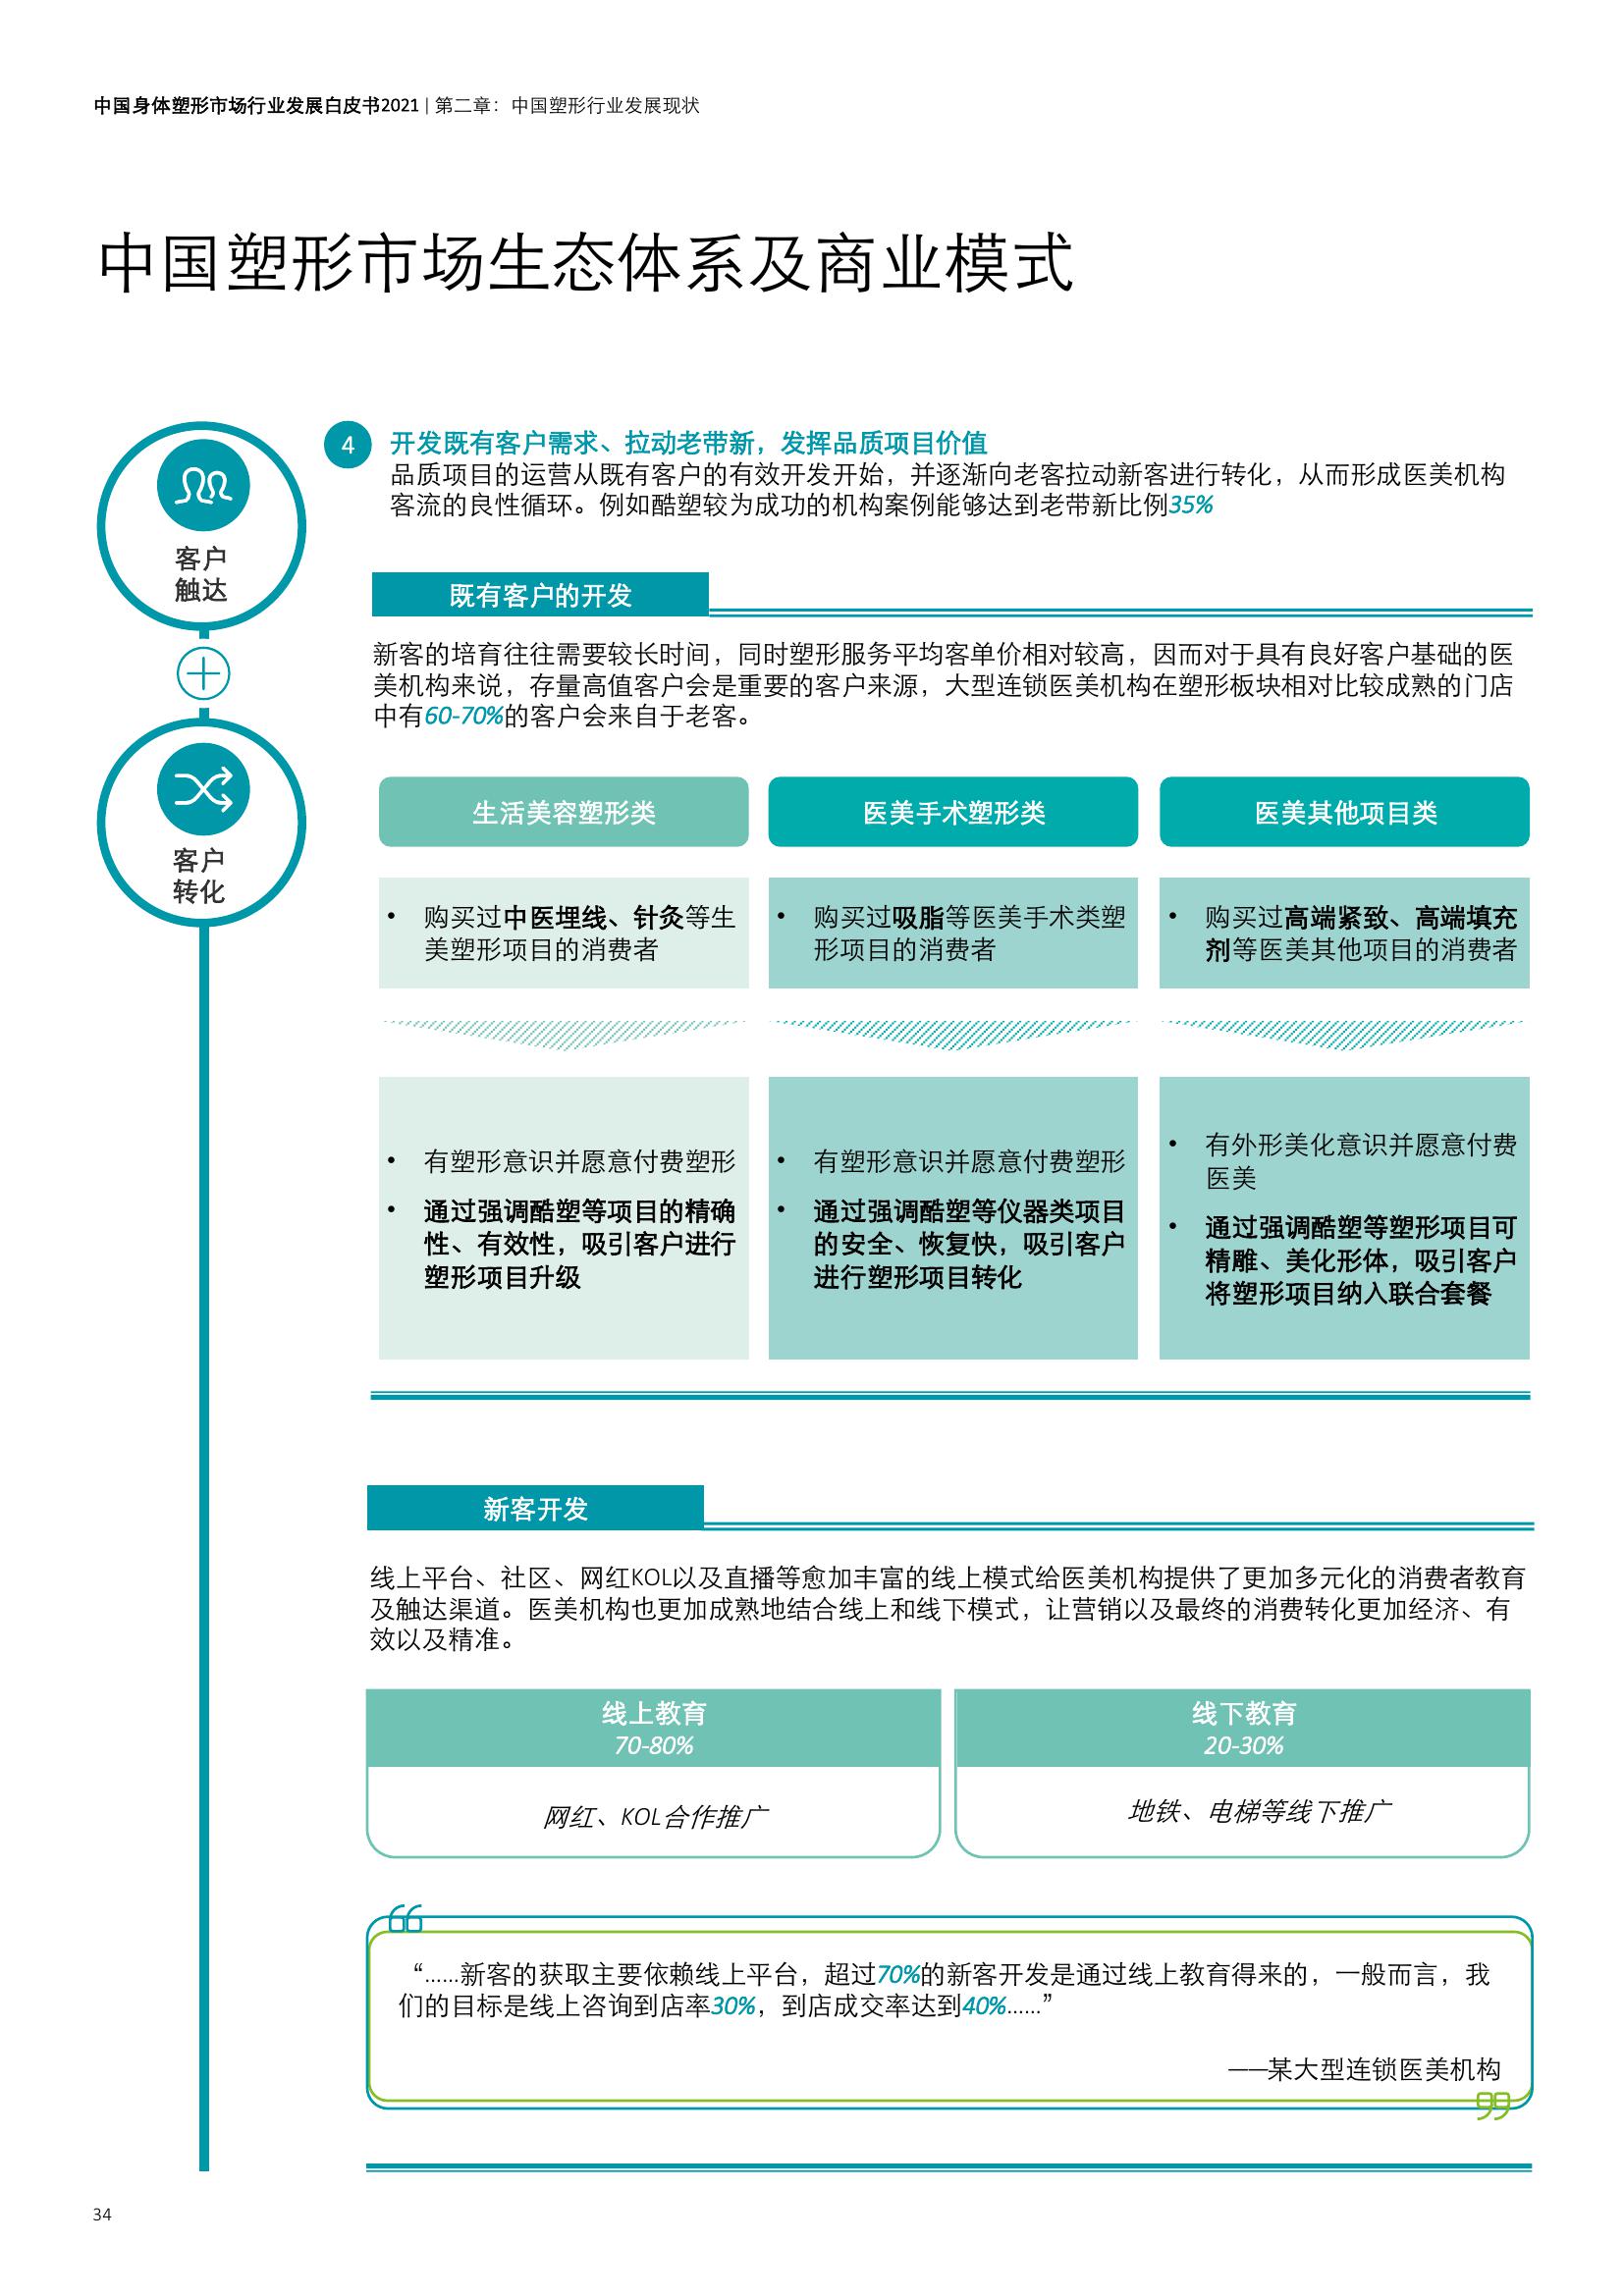 中国身体塑形市场行业发展白皮书2021 | 第二章：中国塑形行业发展现状
中国塑形市场生态体系及商业模式
客户
触达
客户
转化
4
开发既有客户需求、拉动老带新，发挥品质项目价值
品质项目的运营从既有客户的有效开发开始，并逐渐向老客拉动新客进行转化，从而形成医美机构
客流的良性循环。例如酷塑较为成功的机构案例能够达到老带新比例35%
既有客户的开发
新客的培育往往需要较长时间，同时塑形服务平均客单价相对较高，因而对于具有良好客户基础的医
美机构来说，存量高值客户会是重要的客户来源，大型连锁医美机构在塑形板块相对比较成熟的门店
中有60-70%的客户会来自于老客。
生活美容塑形类
• 购买过中医埋线、针灸等生
美塑形项目的消费者
• 有塑形意识并愿意付费塑形
• 通过强调酷塑等项目的精确
性、有效性，吸引客户进行
塑形项目升级
医美手术塑形类
• 购买过吸脂等医美手术类塑
形项目的消费者
• 有塑形意识并愿意付费塑形
• 通过强调酷塑等仪器类项目
的安全、恢复快，吸引客户
进行塑形项目转化
医美其他项目类
• 购买过高端紧致、高端填充
剂等医美其他项目的消费者
• 有外形美化意识并愿意付费
医美
• 通过强调酷塑等塑形项目可
精雕、美化形体，吸引客户
将塑形项目纳入联合套餐
新客开发
线上平台、社区、网红KOL以及直播等愈加丰富的线上模式给医美机构提供了更加多元化的消费者教育
及触达渠道。医美机构也更加成熟地结合线上和线下模式，让营销以及最终的消费转化更加经济、有
效以及精准。
线上教育
70-80%
网红、KOL合作推广
线下教育
20-30%
地铁、电梯等线下推广
“……新客的获取主要依赖线上平台，超过70%的新客开发是通过线上教育得来的，一般而言，我
们的目标是线上咨询到店率30%，到店成交率达到40%……”
——某大型连锁医美机构
34